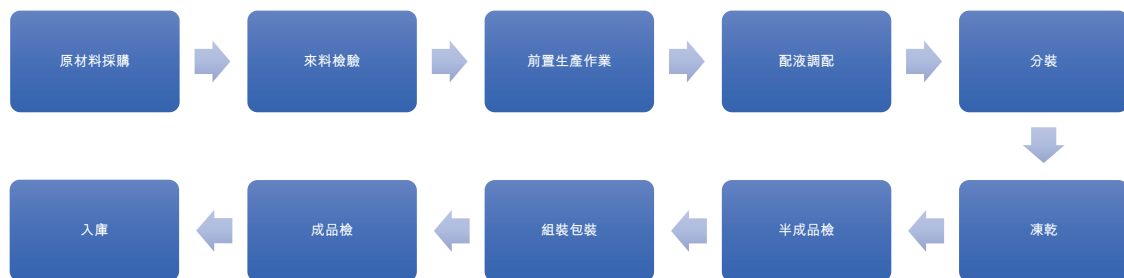 原材料採購
來料檢驗
前置生產作業
配液調配
分裝
凍乾
半成品檢
組裝包裝
成品檢
入庫